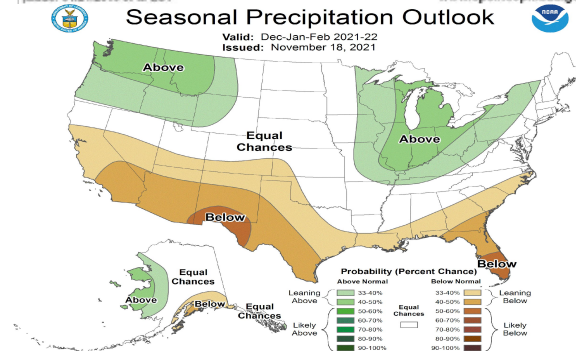 Seasonal Precipitation Outlook
Valid: Dec-Jan-Feb 2021-22
Issued: November 18, 2021
NOAA
Above
Equal
Chances
Above
Below
Below
Equal
Chances
Above
Below
Equal
Chances
Probability (Percent Chance)
Above Normal
Below Normal
Leaning
Above
33-40%
40-50%
Likely
Above
50-60%
60-70%
70-80%
80-90%
90-100%
Equal
Chances
33-40%
40-50%
Leaning
Below
50-60%
60-70%
70-80%
80-90%
90-100%
Likely
Below